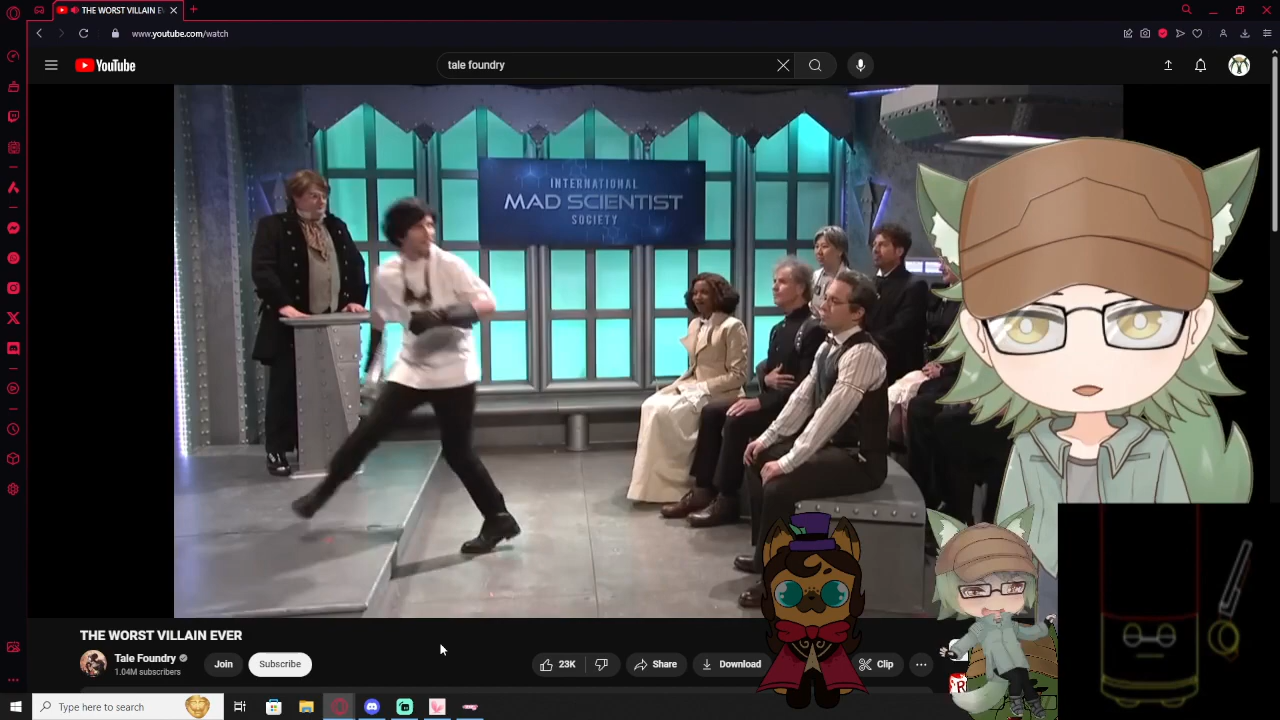 THE WORST VILLAIN E
www.youtube.com/watch
YouTube
tale foundry
INTERNATIONAL
MAD SCIENTIST
SOCIETY
THE WORST VILLAIN EVER
Tale Foundry
1.04M subscribers
Join
Subscribe
23K
Share
Download
Clip
Type here to search